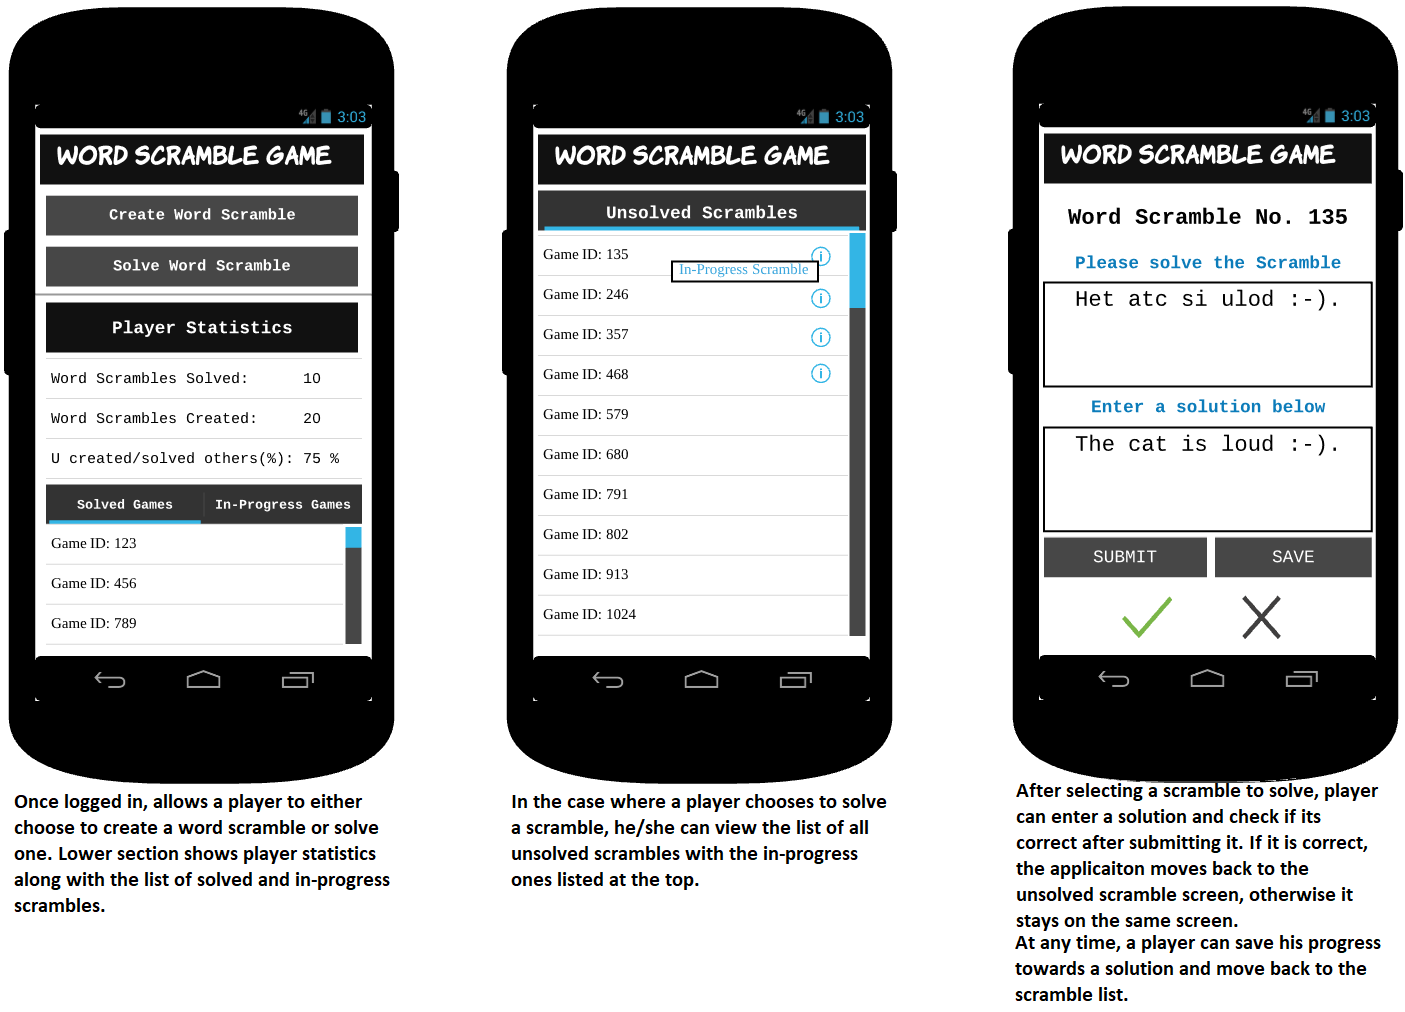 4G 3:03
WORD SCRAMBLE GAME
Create Word Scramble
Solve Word Scramble
Player Statistics
Word Scrambles Solved: 10
Word Scrambles Created: 20
U created/solved others(%): 75 %
Solved Games In-Progress Games
Game ID: 123
Game ID: 456
Game ID: 789
Once logged in, allows a player to either
choose to create a word scramble or solve
one. Lower section shows player statistics
along with the list of solved and in-progress
scrambles.
4G 3:03
WORD SCRAMBLE GAME
Unsolved Scrambles
Game ID: 135
In-Progress Scramble
Game ID: 246
Game ID: 357
Game ID: 468
Game ID: 579
Game ID: 680
Game ID: 791
Game ID: 802
Game ID: 913
Game ID: 1024
In the case where a player chooses to solve
a scramble, he/she can view the list of all
unsolved scrambles with the in-progress
ones listed at the top.
4G 3:03
WORD SCRAMBLE GAME
Word Scramble No. 135
Please solve the Scramble
Het atc si ulod :-).
Enter a solution below
The cat is loud :-).
SUBMIT SAVE
After selecting a scramble to solve, player
can enter a solution and check if its
correct after submitting it. If it is correct,
the applicaiton moves back to the
unsolved scramble screen, otherwise it
stays on the same screen.
At any time, a player can save his progress
towards a solution and move back to the
scramble list.